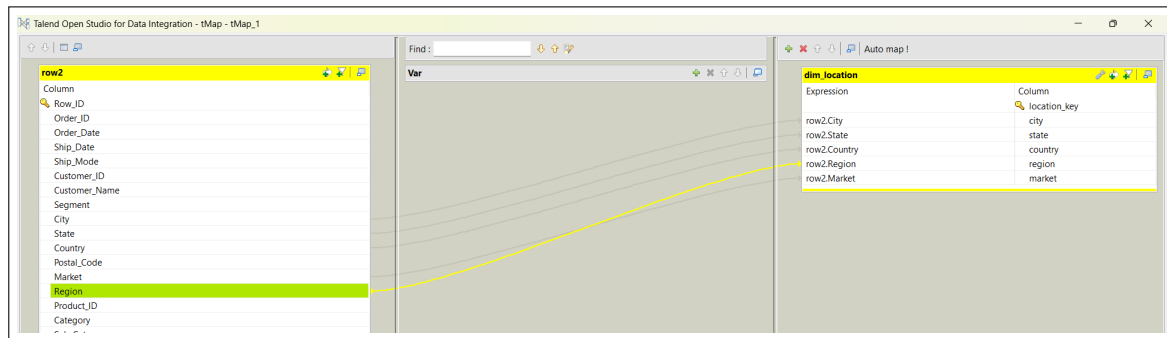 Talend Open Studio for Data Integration - tMap - tMap_1
Find :
Auto map !
row2
Column
Row_ID
Order_ID
Order_Date
Ship_Date
Ship_Mode
Customer_ID
Customer_Name
Segment
City
State
Country
Postal_Code
Market
Region
Product_ID
Category
Var
dim_location
Expression Column
location_key
row2.City city
row2.State state
row2.Country country
row2.Region region
row2.Market market